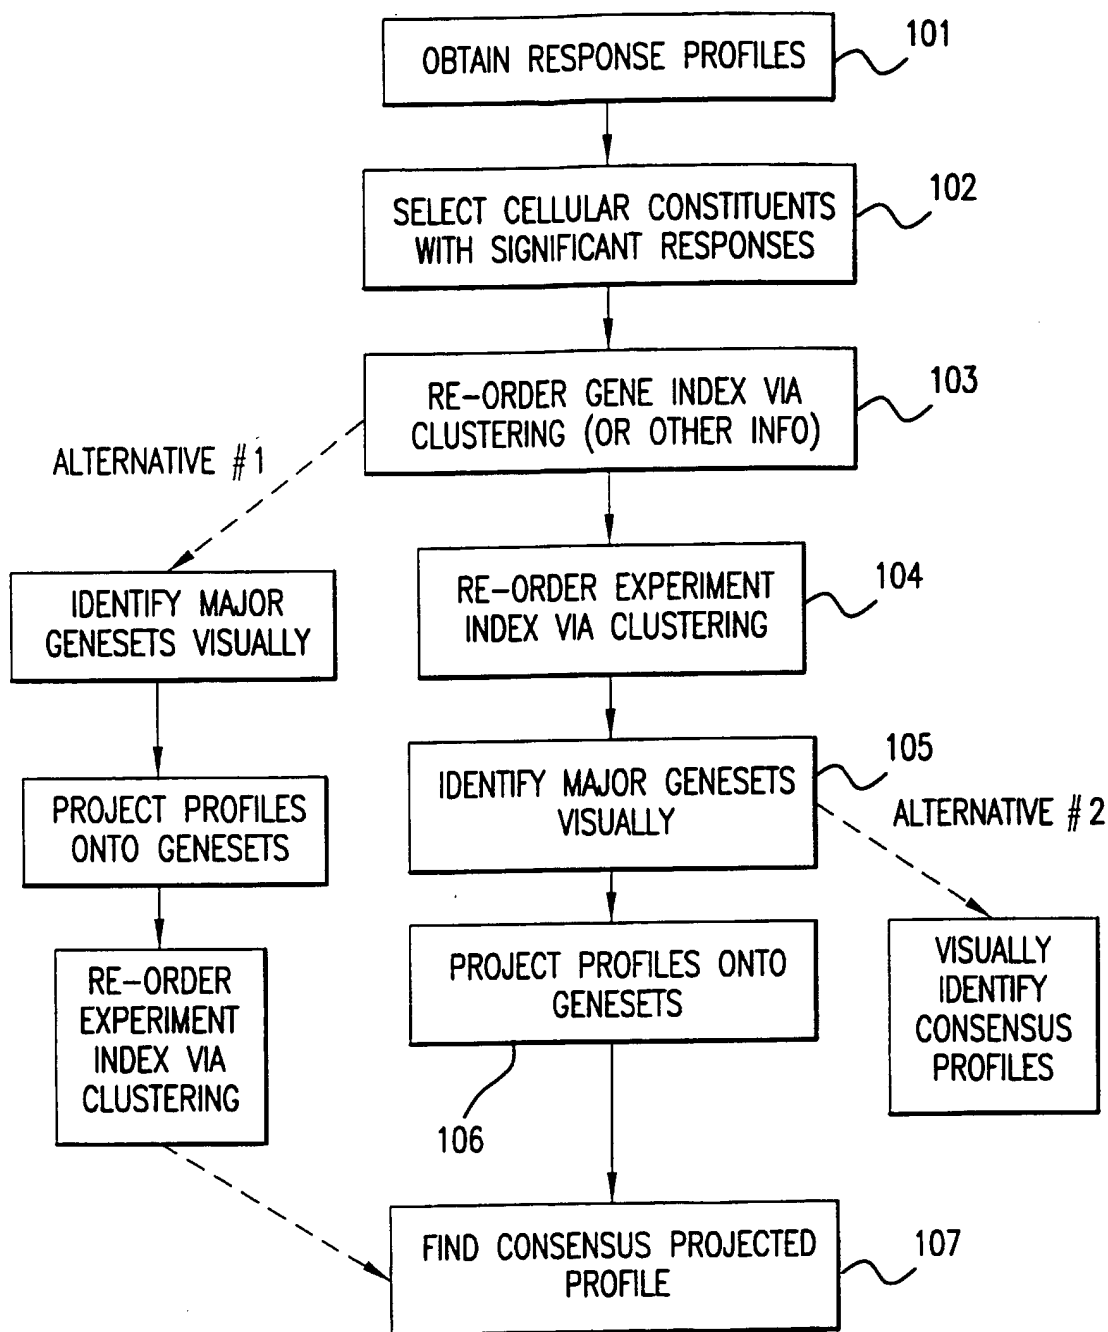 OBTAIN RESPONSE PROFILES
101
SELECT CELLULAR CONSTITUENTS
WITH SIGNIFICANT RESPONSES
102
RE-ORDER GENE INDEX VIA
CLUSTERING (OR OTHER INFO)
103
ALTERNATIVE #1
IDENTIFY MAJOR
GENESETS VISUALLY
PROJECT PROFILES
ONTO GENESETS
RE-ORDER
EXPERIMENT
INDEX VIA
CLUSTERING
RE-ORDER EXPERIMENT
INDEX VIA CLUSTERING
104
IDENTIFY MAJOR GENESETS
VISUALLY
105
ALTERNATIVE #2
VISUALLY
IDENTIFY
CONSENSUS
PROFILES
PROJECT PROFILES ONTO
GENESETS
106
FIND CONSENSUS PROJECTED
PROFILE
107